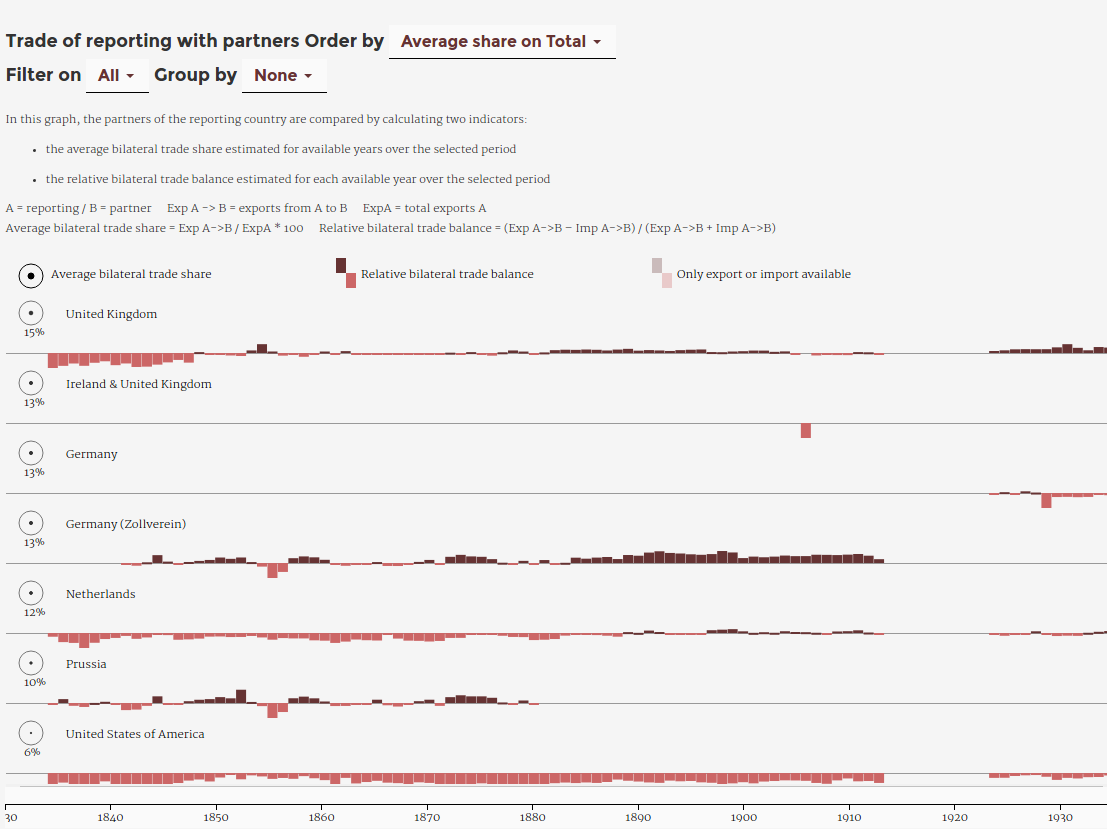 Trade of reporting with partners Order by Average share on Total
Filter on All Group by None
In this graph, the partners of the reporting country are compared by calculating two indicators:
• the average bilateral trade share estimated for available years over the selected period
• the relative bilateral trade balance estimated for each available year over the selected period
A = reporting / B = partner Exp A -> B = exports from A to B ExpA = total exports A
Average bilateral trade share = Exp A->B / ExpA * 100 Relative bilateral trade balance = (Exp A->B - Imp A->B) / (Exp A->B + Imp A->B)
Average bilateral trade share Relative bilateral trade balance Only export or import available
United Kingdom
15%
Ireland & United Kingdom
13%
Germany
13%
Germany (Zollverein)
13%
Netherlands
12%
Prussia
10%
United States of America
6%
30 1840 1850 1860 1870 1880 1890 1900 1910 1920 1930